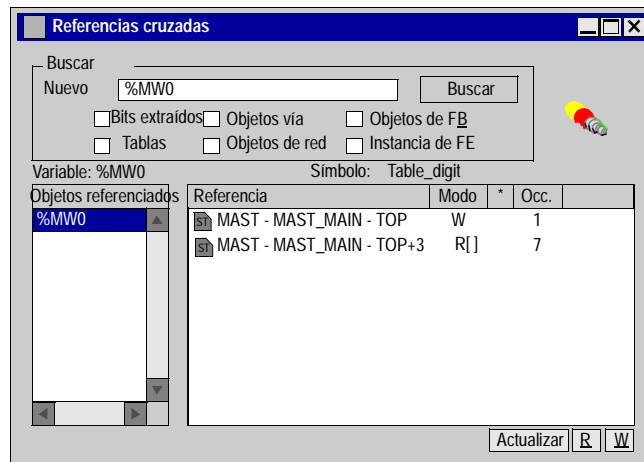 Referencias cruzadas
Buscar
Nuevo %MW0 Buscar
Bits extraídos Objetos vía Objetos de FB
Tablas Objetos de red Instancia de FE
Variable: %MW0 Símbolo: Table_digit
Objetos referenciados Referencia Modo * Occ.
%MW0 ST MAST - MAST_MAIN - TOP W 1
ST MAST - MAST_MAIN - TOP+3 R[ ] 7
Actualizar R W